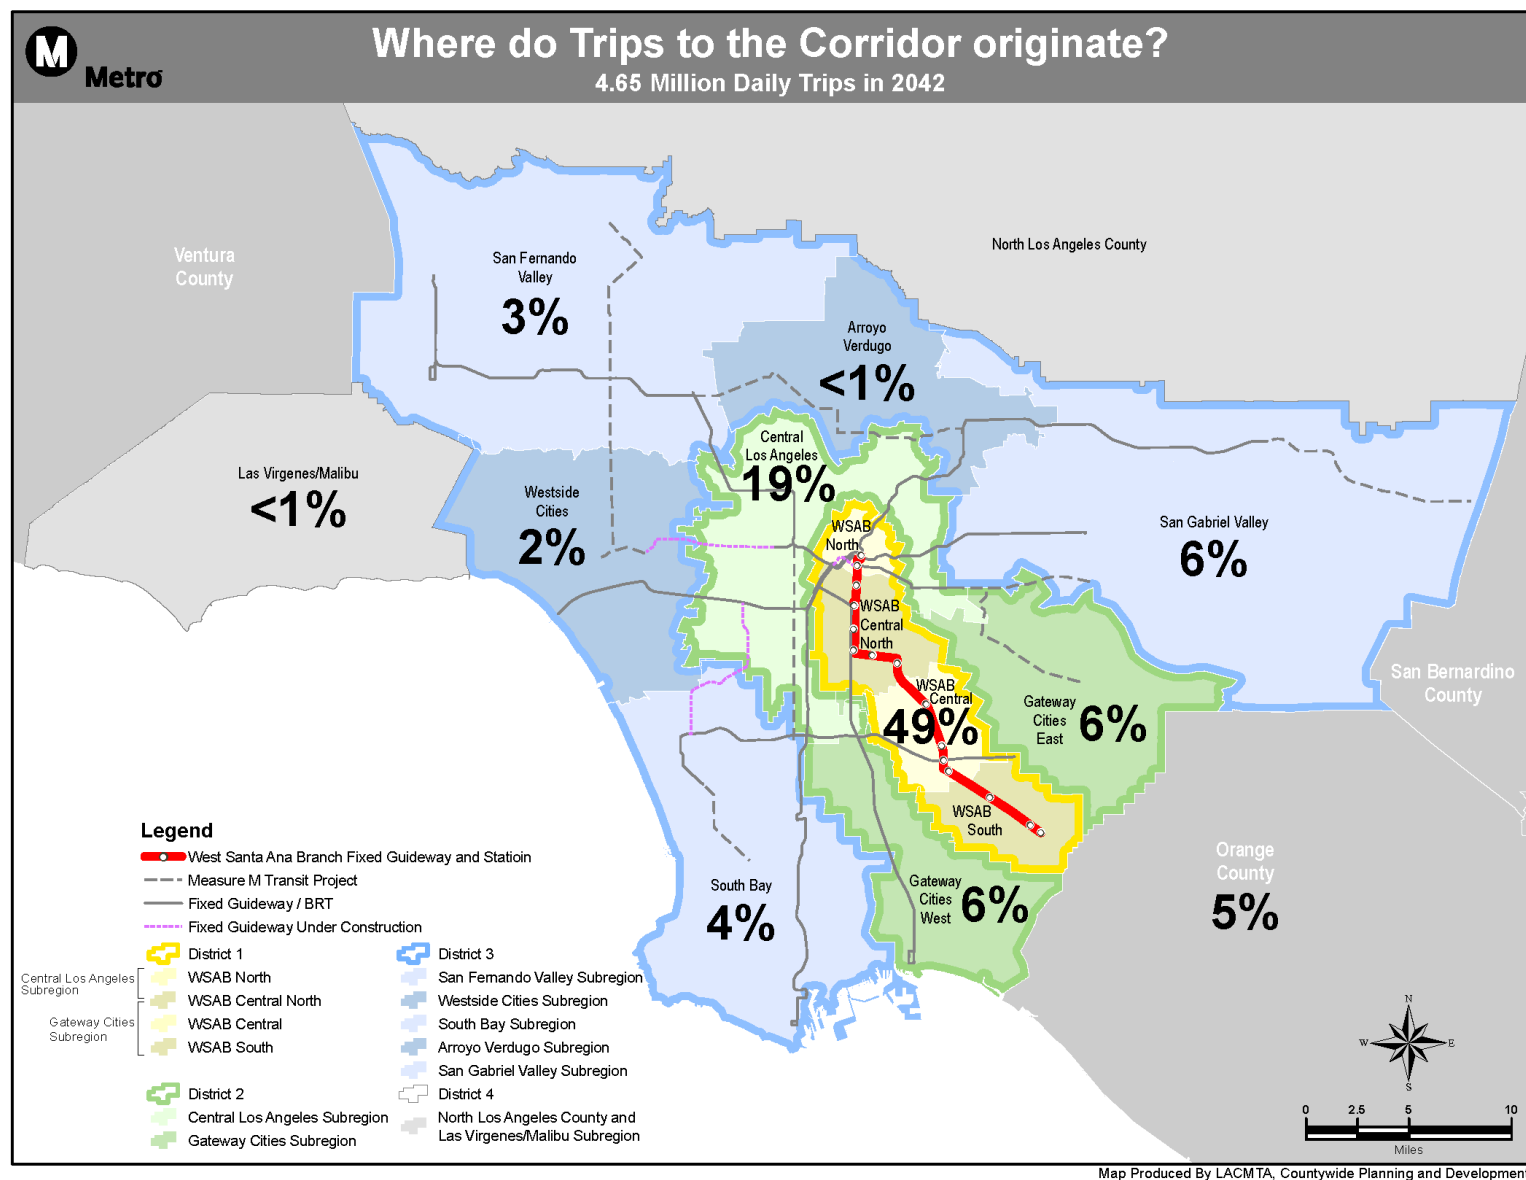 M
Metro
Where do Trips to the Corridor originate?
4.65 Million Daily Trips in 2042
Ventura
County
North Los Angeles County
San Fernando
Valley
3%
Arroyo
Verdugo
<1%
Central
Los Angeles
19%
Las Virgenes/Malibu
<1%
Westside
Cities
2%
WSAB
North
San Gabriel Valley
6%
WSAB
Central
North
WSAB
Central
49%
Gateway
Cities
East
6%
San Bernardino
County
WSAB
South
Orange
County
5%
South Bay
4%
Gateway
Cities
West
6%
Legend
West Santa Ana Branch Fixed Guideway and Statioin
Measure M Transit Project
Fixed Guideway / BRT
Fixed Guideway Under Construction
District 1
Central Los Angeles
Subregion
WSAB North
WSAB Central North
Gateway Cities
Subregion
WSAB Central
WSAB South
District 2
Central Los Angeles Subregion
Gateway Cities Subregion
District 3
San Fernando Valley Subregion
Westside Cities Subregion
South Bay Subregion
Arroyo Verdugo Subregion
San Gabriel Valley Subregion
District 4
North Los Angeles County and
Las Virgenes/Malibu Subregion
N
W
E
S
0 2.5 5 10
Miles
Map Produced By LACMTA, Countywide Planning and Development